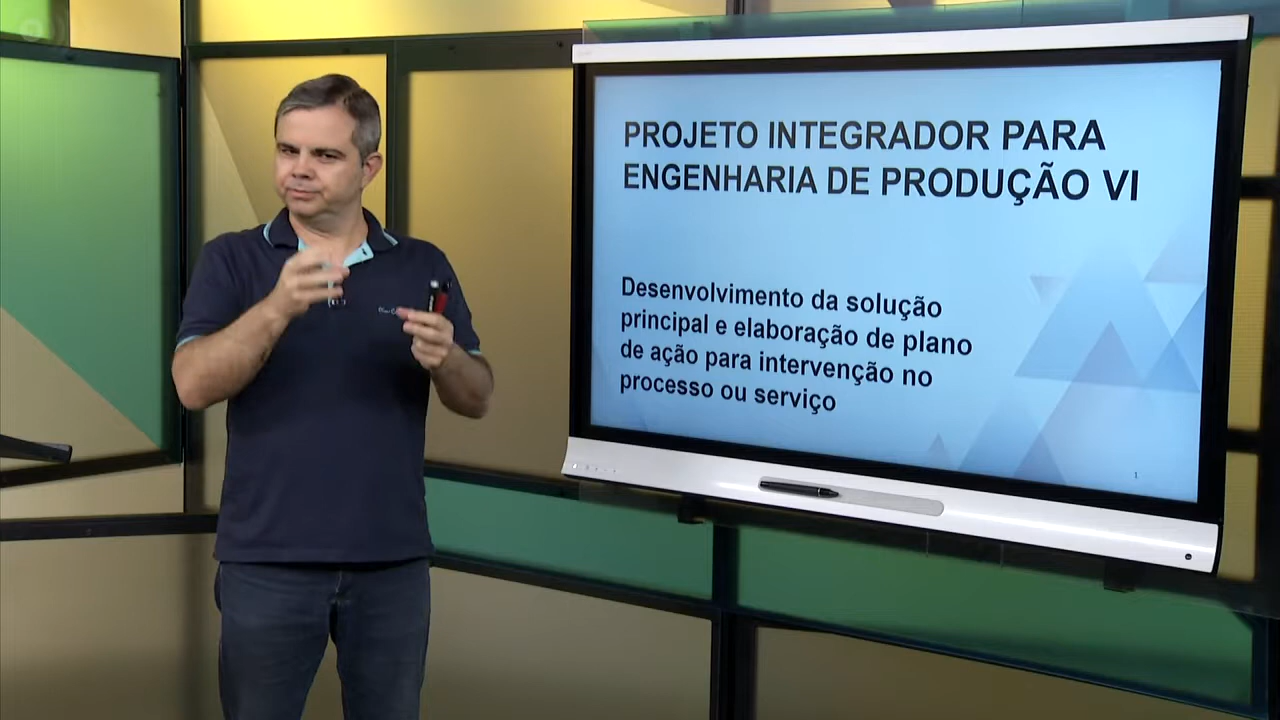 PROJETO INTEGRADOR PARA
ENGENHARIA DE PRODUÇÃO VI
Desenvolvimento da solução
principal e elaboração de plano
de ação para intervenção no
processo ou serviço
1